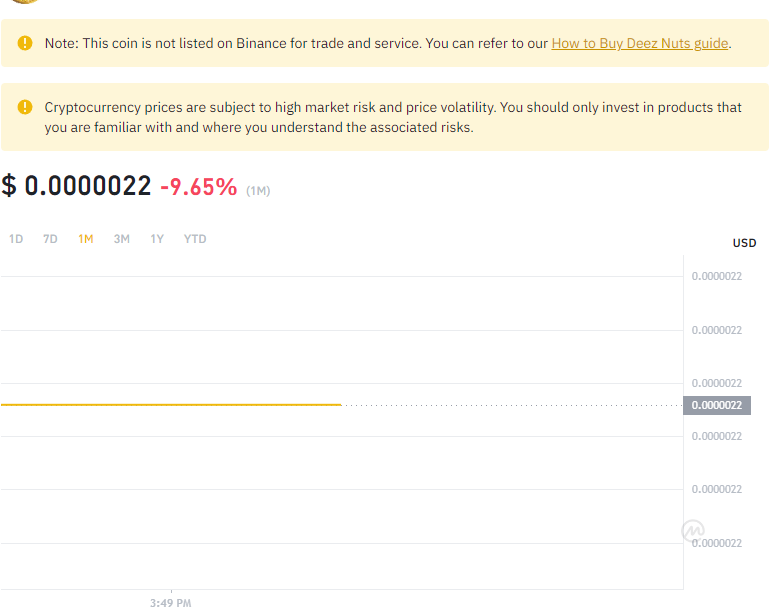 Note: This coin is not listed on Binance for trade and service. You can refer to our How to Buy Deez Nuts guide.
Cryptocurrency prices are subject to high market risk and price volatility. You should only invest in products that
you are familiar with and where you understand the associated risks.
$ 0.0000022 -9.65% (1M)
1D 7D 1M 3M 1Y YTD
USD
0.0000022
0.0000022
0.0000022
0.0000022
0.0000022
0.0000022
0.0000022
3:49 PM